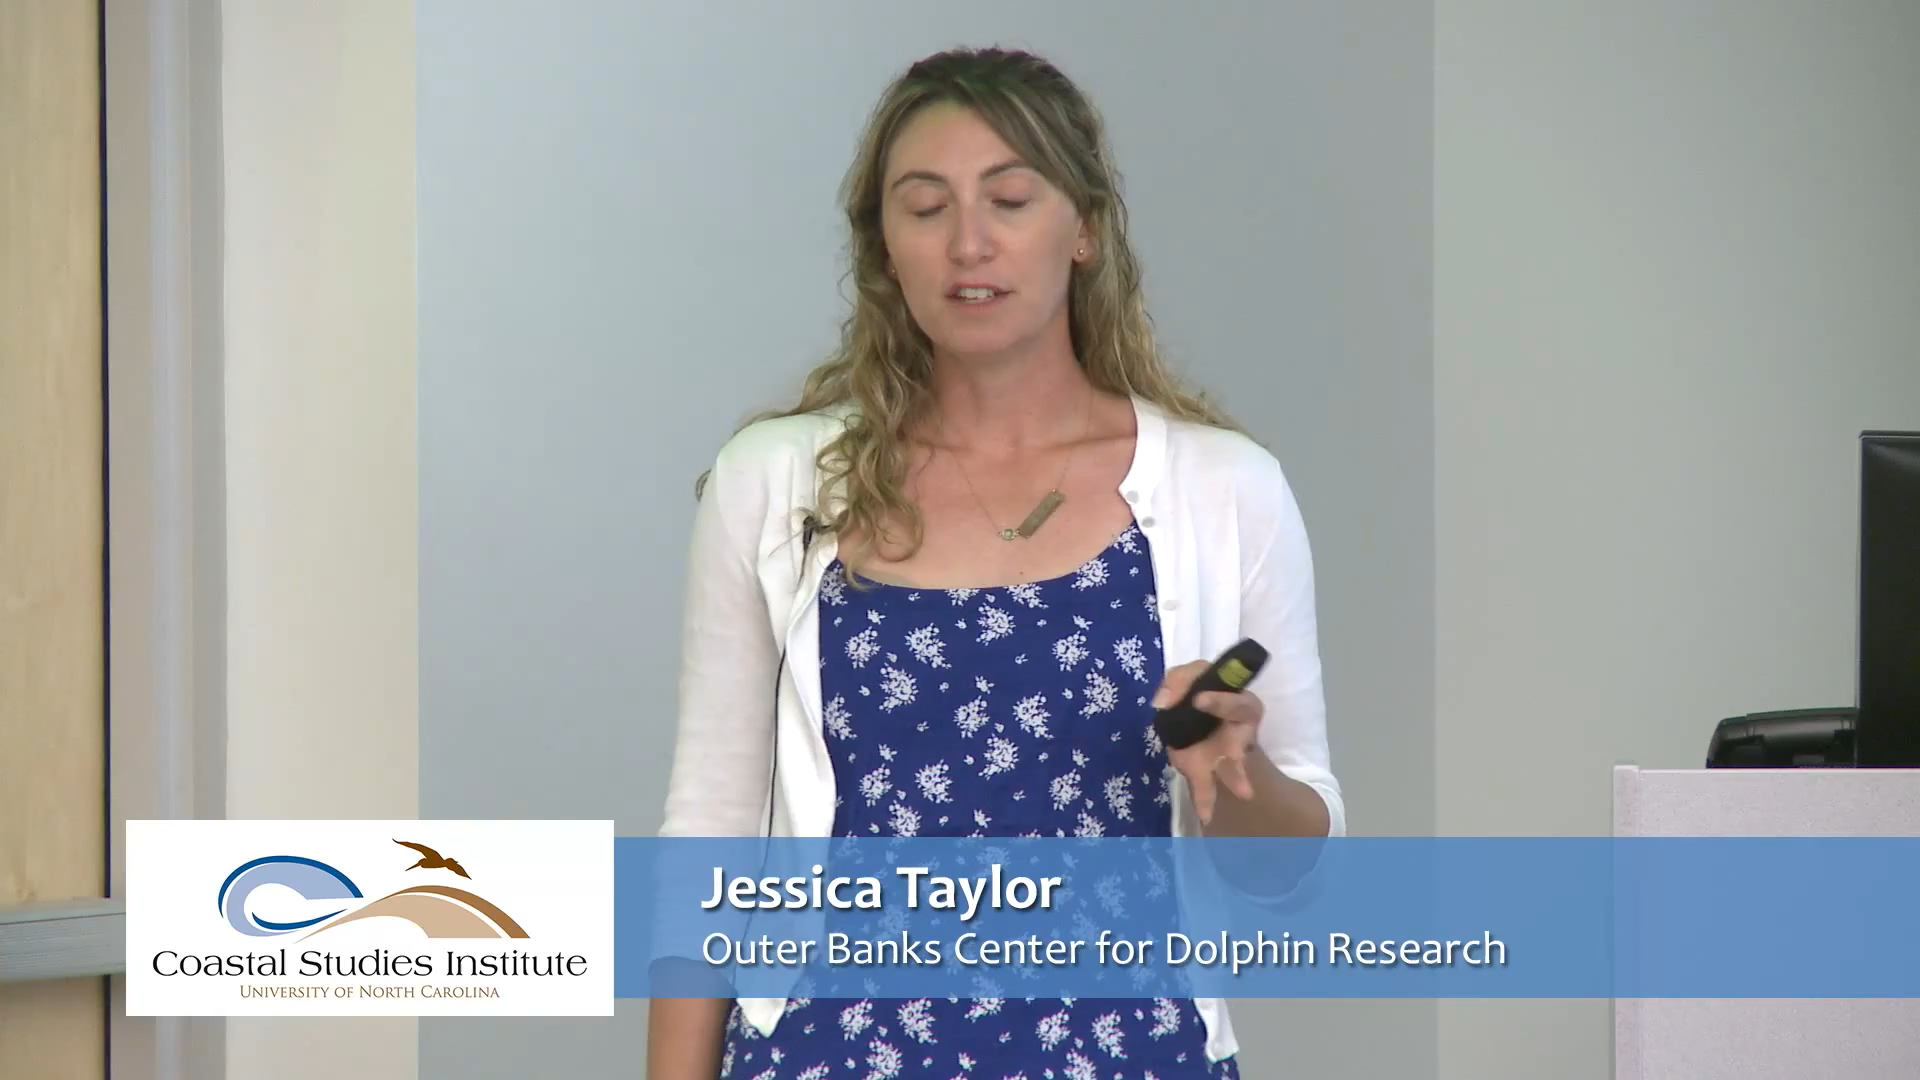 Jessica Taylor
Outer Banks Center for Dolphin Research
Coastal Studies Institute
University of North Carolina